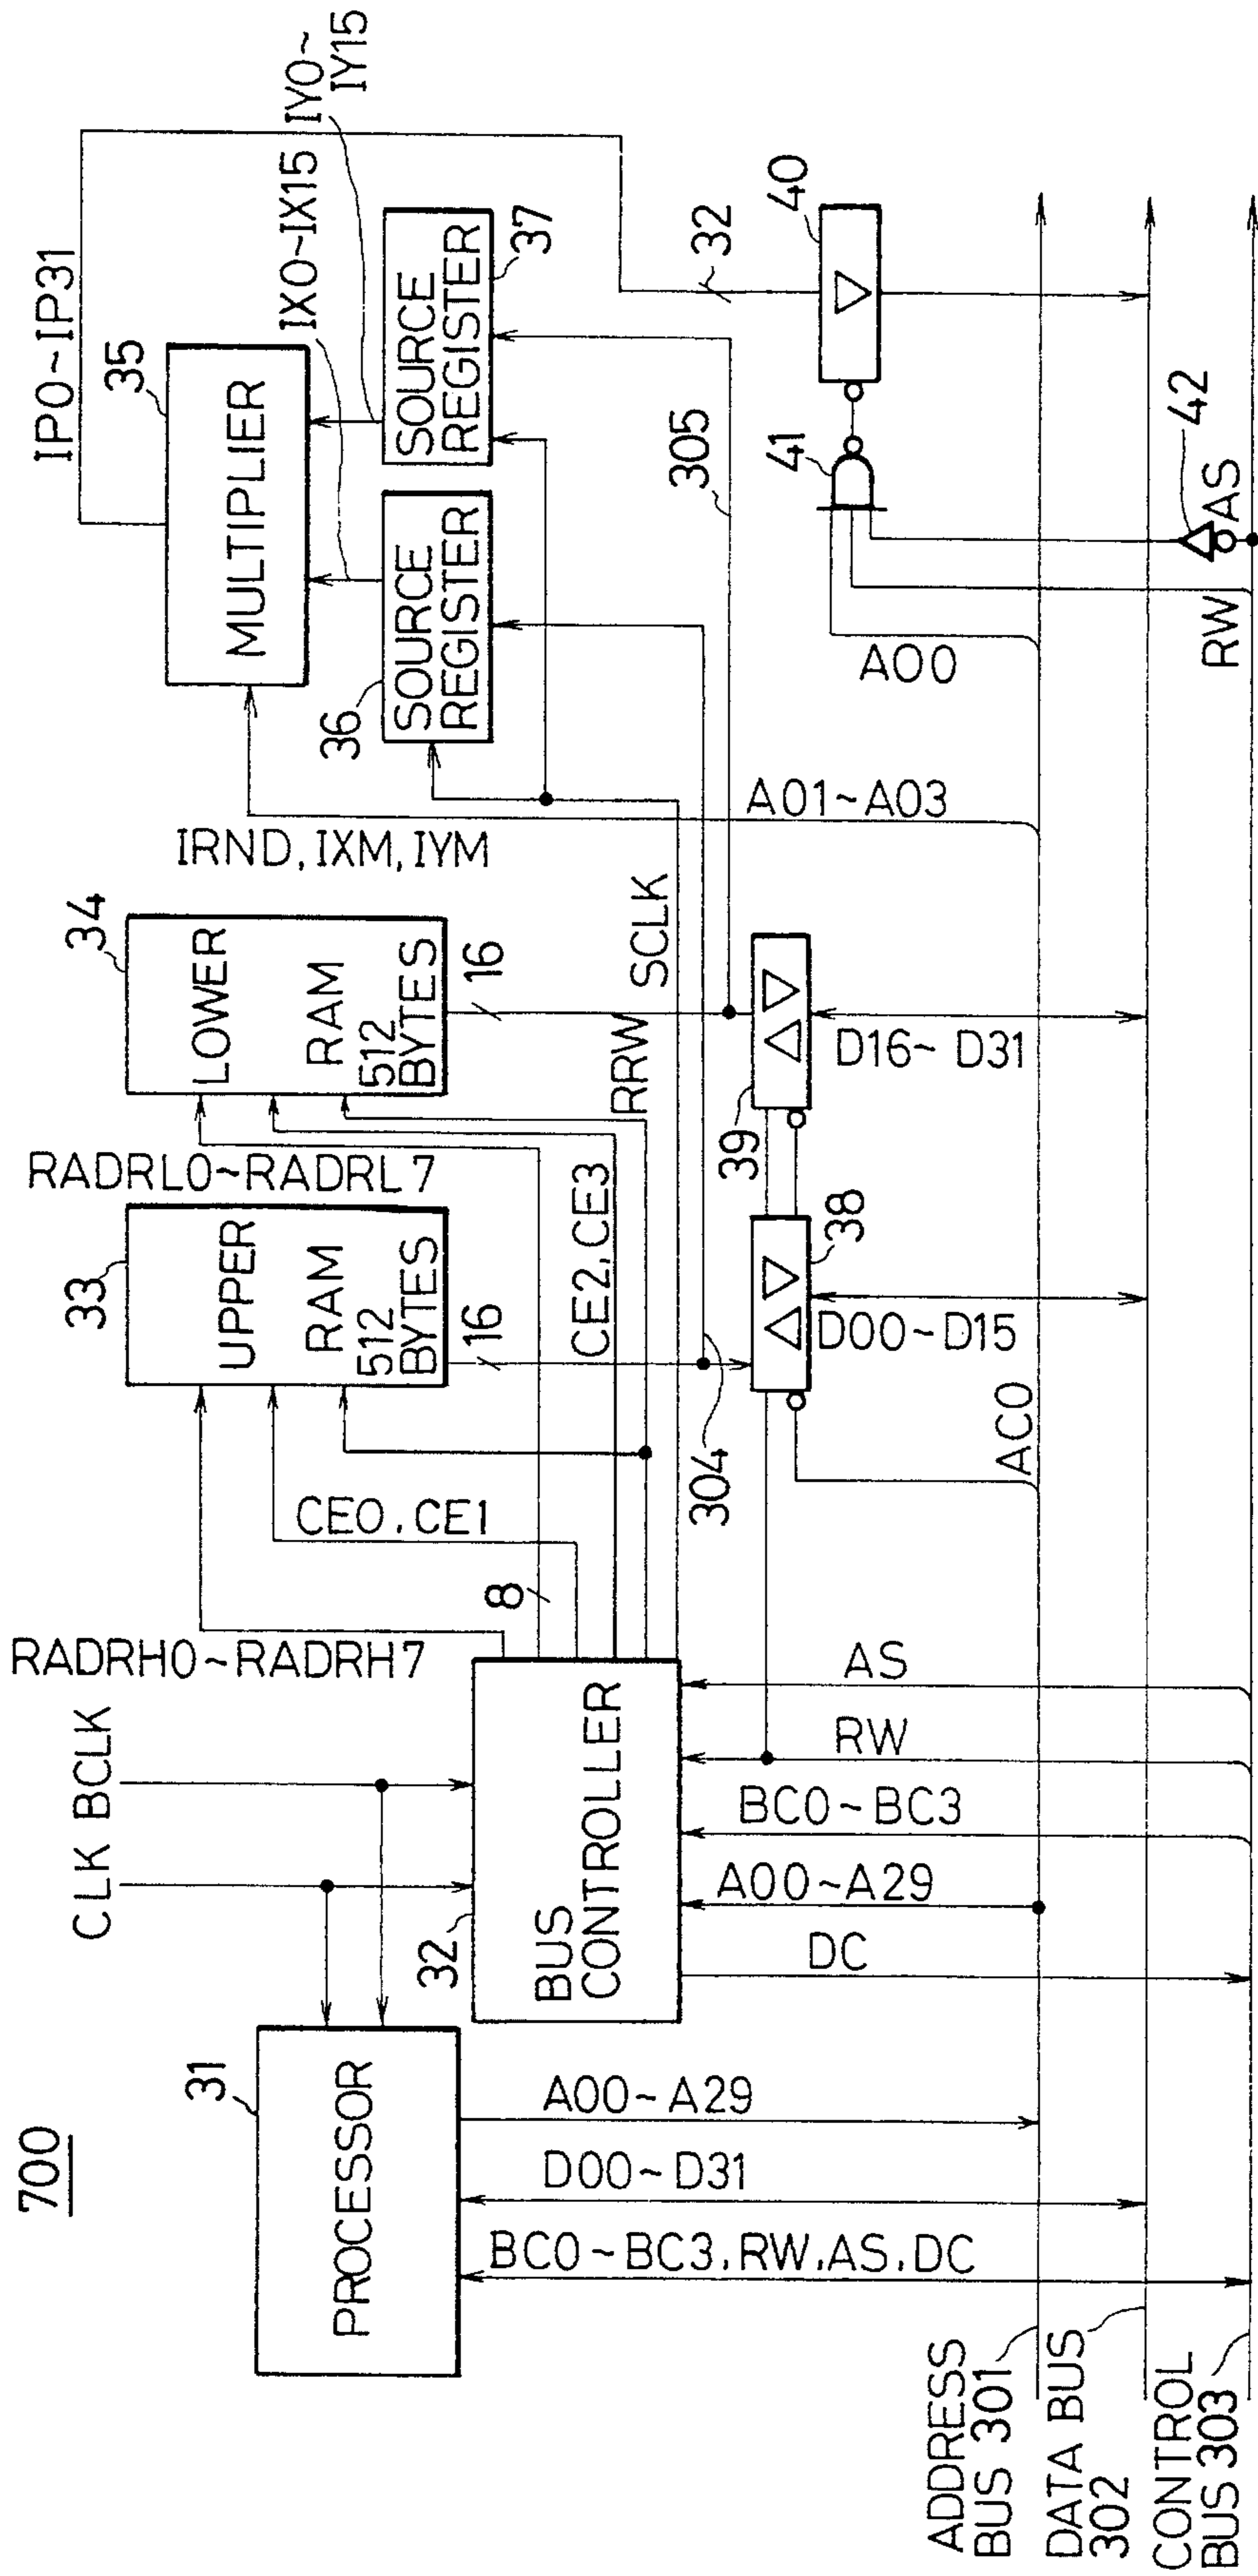 700
31
PROCESSOR
CLK BCLK
32
BUS
CONTROLLER
RADRH0~RADRH7
8
CE0, CE1
33
UPPER
RAM
512
BYTES
16
RADRL0~RADRL7
34
LOWER
RAM
512
BYTES
16
CE2,CE3
RRW
SCLK
IRND,IXM,IYM
35
MULTIPLIER
IP0~IP31
36
SOURCE
REGISTER
IX0~IX15
37
SOURCE
REGISTER
IY0~
IY15
304
305
38
39
D00~D15
D16~D31
AC0
A01~A03
32
40
41
42
A00
RW
AS
A00~A29
D00~D31
BC0~BC3,RW,AS,DC
DC
A00~A29
BC0~BC3
RW
AS
ADDRESS
BUS 301
DATA BUS
302
CONTROL
BUS 303